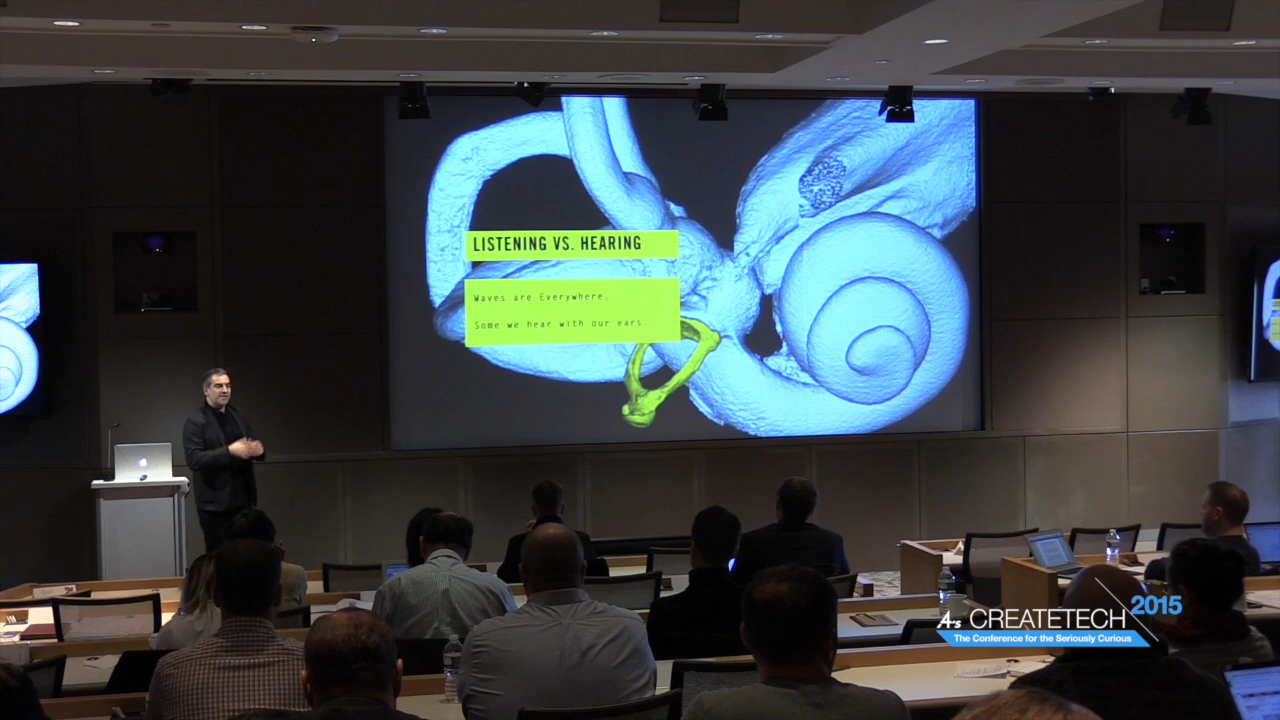 LISTENING VS. HEARING
Waves are Everywhere.
Some we hear with our ears.
4A's CREATETECH 2015
The Conference for the Seriously Curious